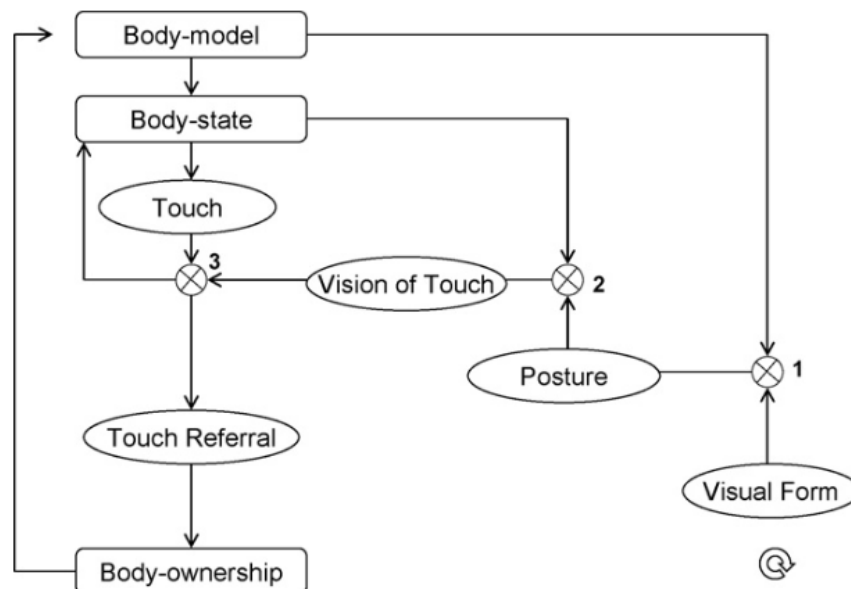 Body-model
Body-state
Touch
3
Vision of Touch
2
Posture
1
Touch Referral
Visual Form
Body-ownership